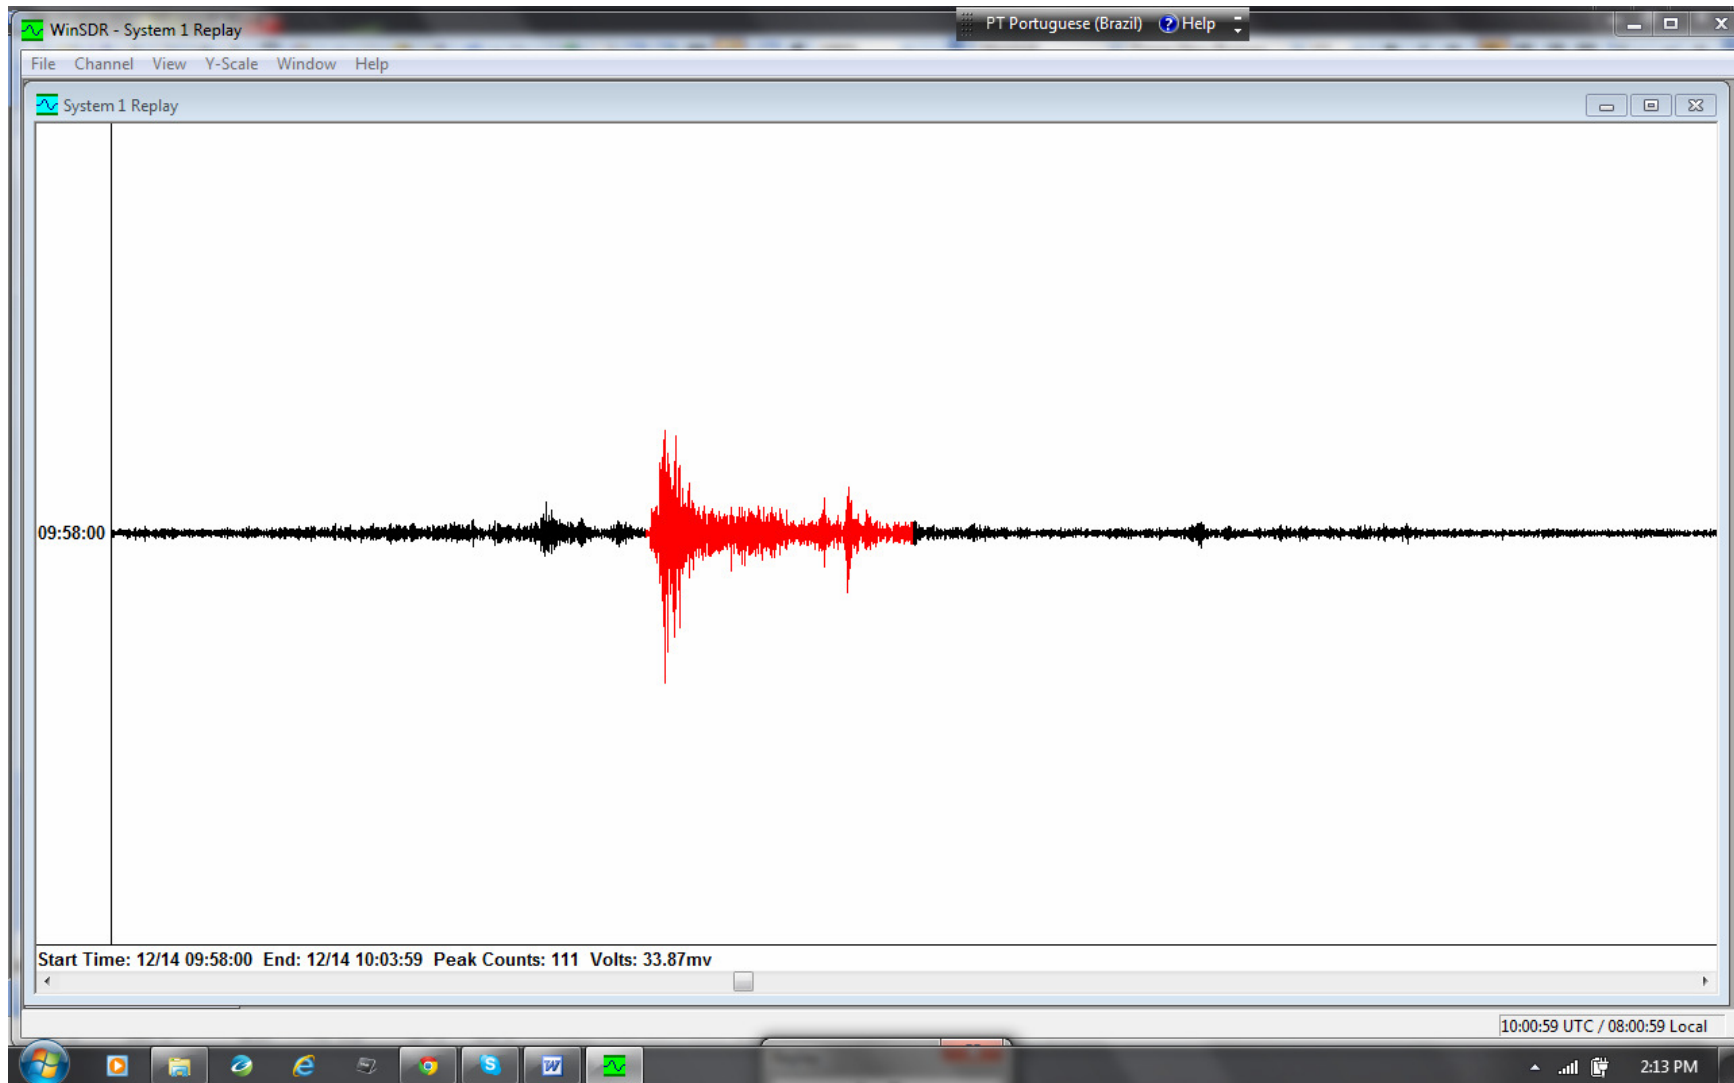 WinSDR - System 1 Replay
PT Portuguese (Brazil) Help
File Channel View Y-Scale Window Help
System 1 Replay
09:58:00
Start Time: 12/14 09:58:00 End: 12/14 10:03:59 Peak Counts: 111 Volts: 33.87mv
10:00:59 UTC / 08:00:59 Local
2:13 PM